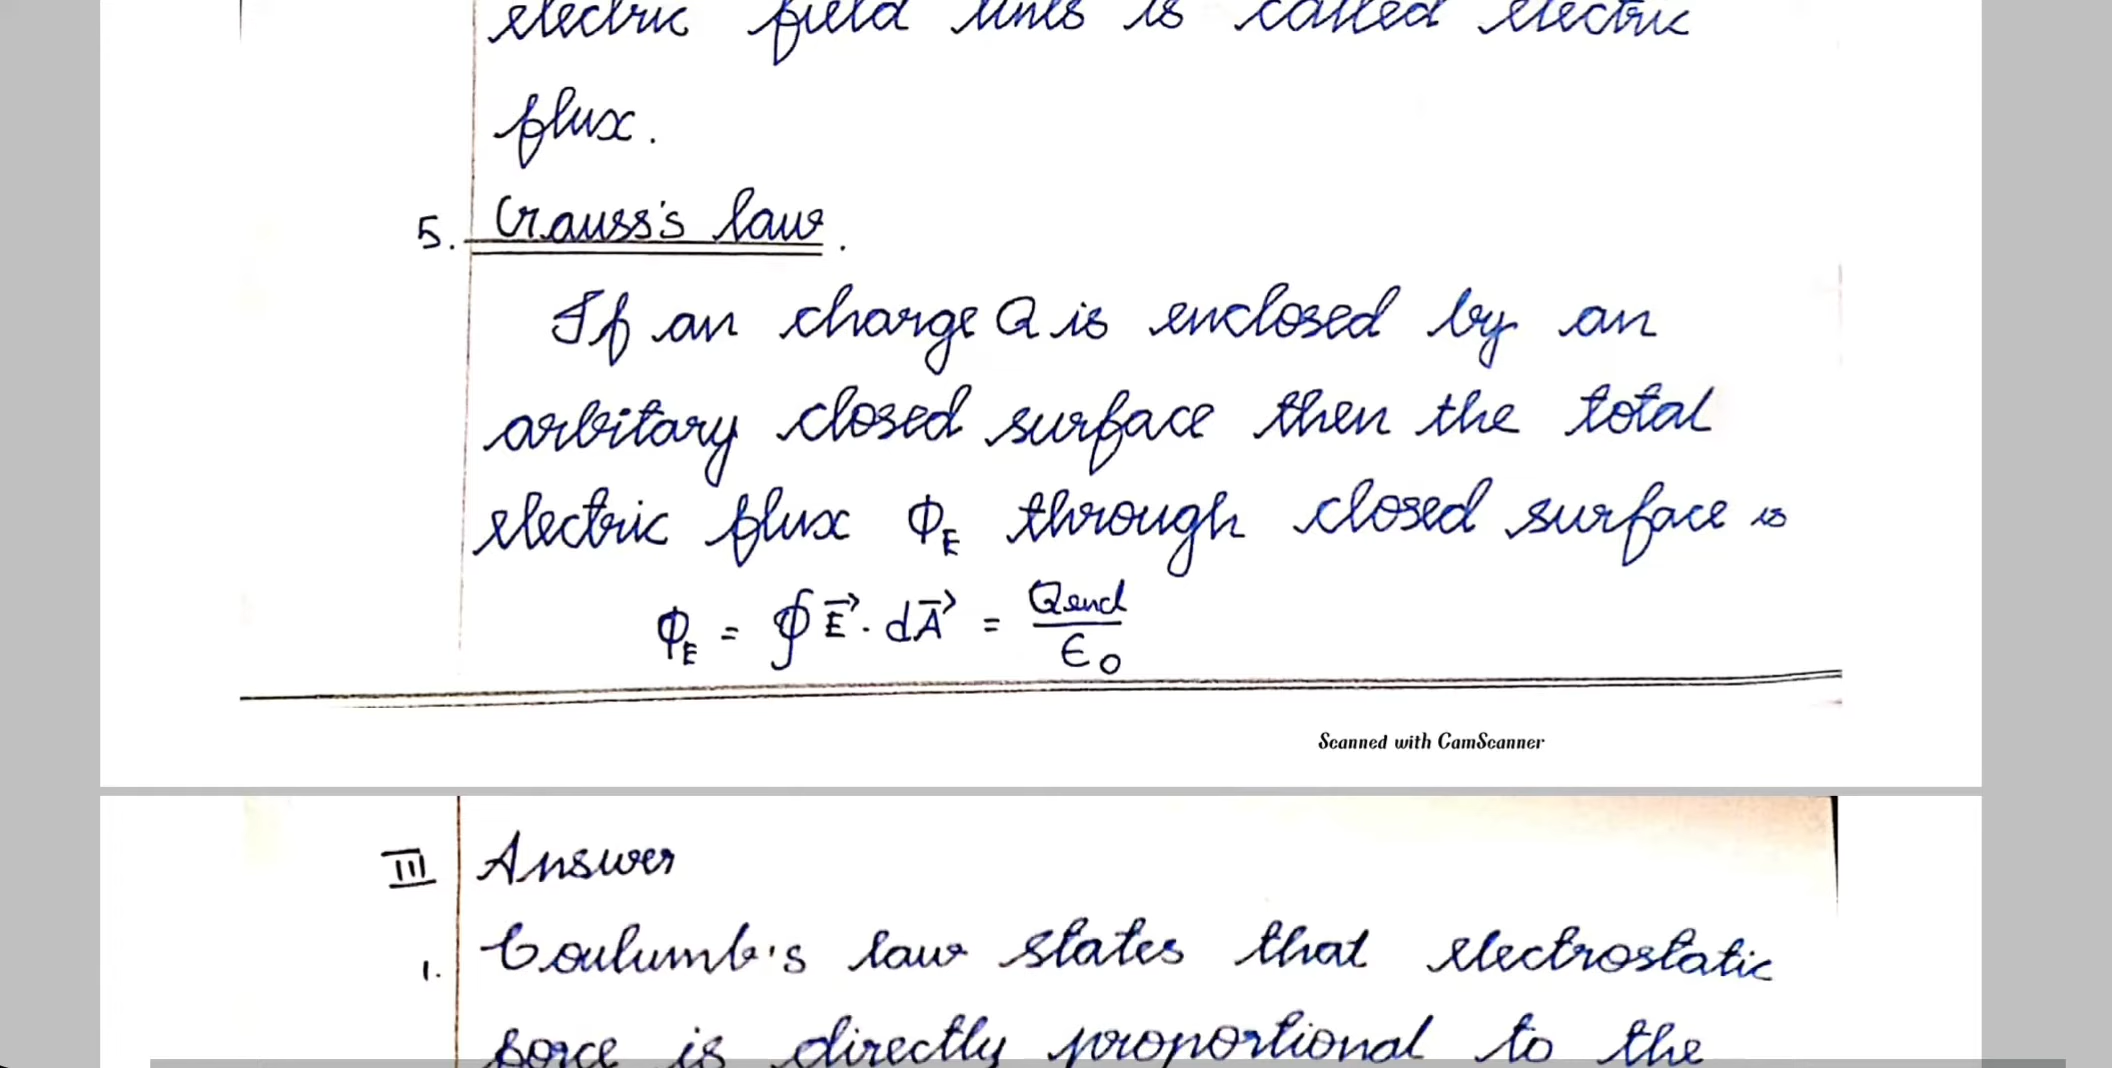 electric field lines is called electric
flux.
5. Gauss's law.
If an charge Q is enclosed by an
arbitary closed surface then the total
electric flux Φ_E through closed surface is
Φ_E = ∮ E⃗ . dA⃗ = Qencl / ϵ₀
Scanned with CamScanner
III Answer
1. Coulumb's law states that electrostatic
force is directly proportional to the